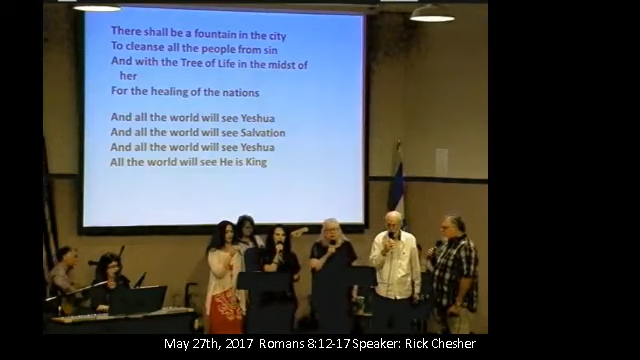 There shall be a fountain in the city
To cleanse all the people from sin
And with the Tree of Life in the midst of
her
For the healing of the nations
And all the world will see Yeshua
And all the world will see Salvation
And all the world will see Yeshua
All the world will see He is King
May 27th, 2017 Romans 8:12-17 Speaker: Rick Chesher